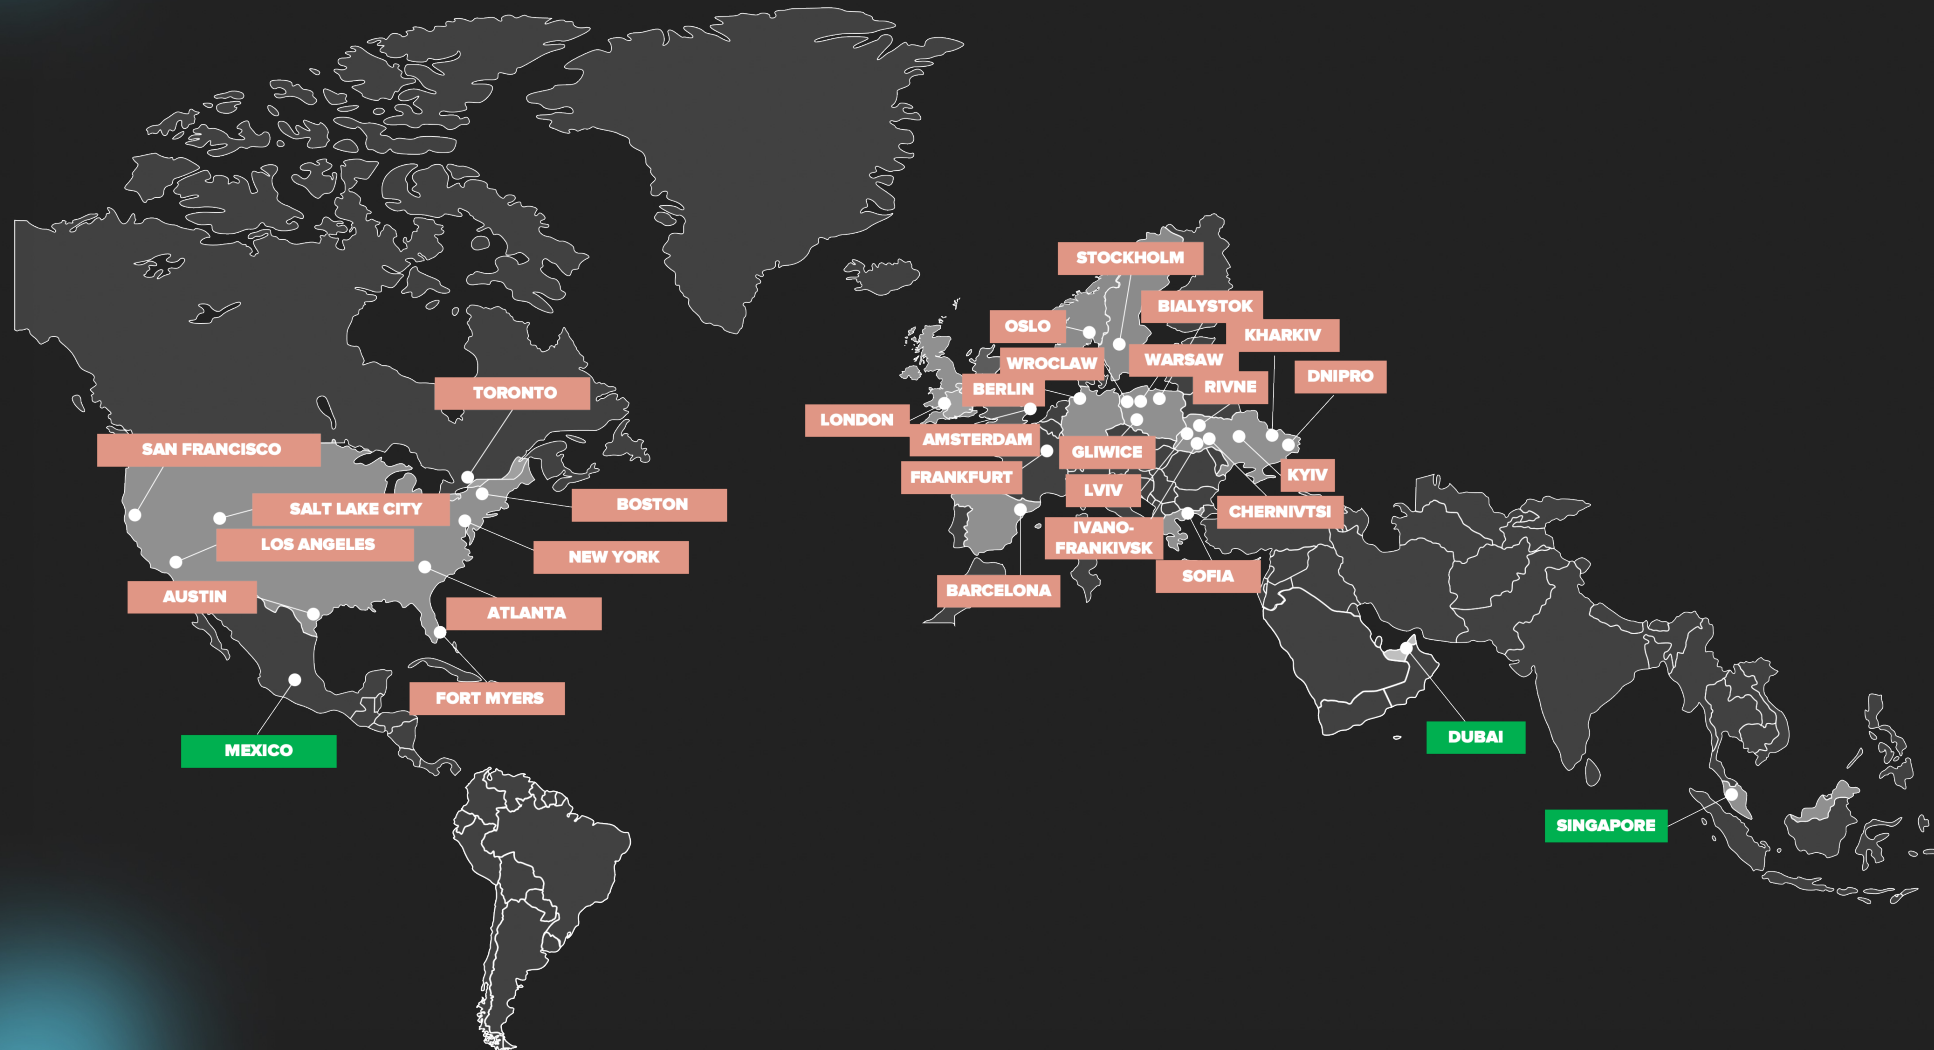 STOCKHOLM
BIALYSTOK
OSLO
KHARKIV
WROCLAW
WARSAW
DNIPRO
BERLIN
RIVNE
TORONTO
LONDON
AMSTERDAM
SAN FRANCISCO
GLIWICE
FRANKFURT
KYIV
LVIV
BOSTON
SALT LAKE CITY
CHERNIVTSI
IVANO-
FRANKIVSK
LOS ANGELES
NEW YORK
SOFIA
BARCELONA
AUSTIN
ATLANTA
FORT MYERS
MEXICO
DUBAI
SINGAPORE